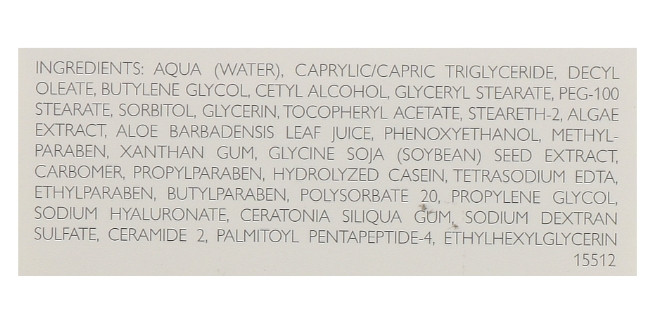 INGREDIENTS: AQUA (WATER), CAPRYLIC/CAPRIC TRIGLYCERIDE, DECYL
OLEATE, BUTYLENE GLYCOL, CETYL ALCOHOL, GLYCERYL STEARATE, PEG-100
STEARATE, SORBITOL, GLYCERIN, TOCOPHERYL ACETATE, STEARETH-2, ALGAE
EXTRACT, ALOE BARBADENSIS LEAF JUICE, PHENOXYETHANOL, METHYL-
PARABEN, XANTHAN GUM, GLYCINE SOJA (SOYBEAN) SEED EXTRACT,
CARBOMER, PROPYLPARABEN, HYDROLYZED CASEIN, TETRASODIUM EDTA,
ETHYLPARABEN, BUTYLPARABEN, POLYSORBATE 20, PROPYLENE GLYCOL,
SODIUM HYALURONATE, CERATONIA SILIQUA GUM, SODIUM DEXTRAN
SULFATE, CERAMIDE 2, PALMITOYL PENTAPEPTIDE-4, ETHYLHEXYLGLYCERIN
15512